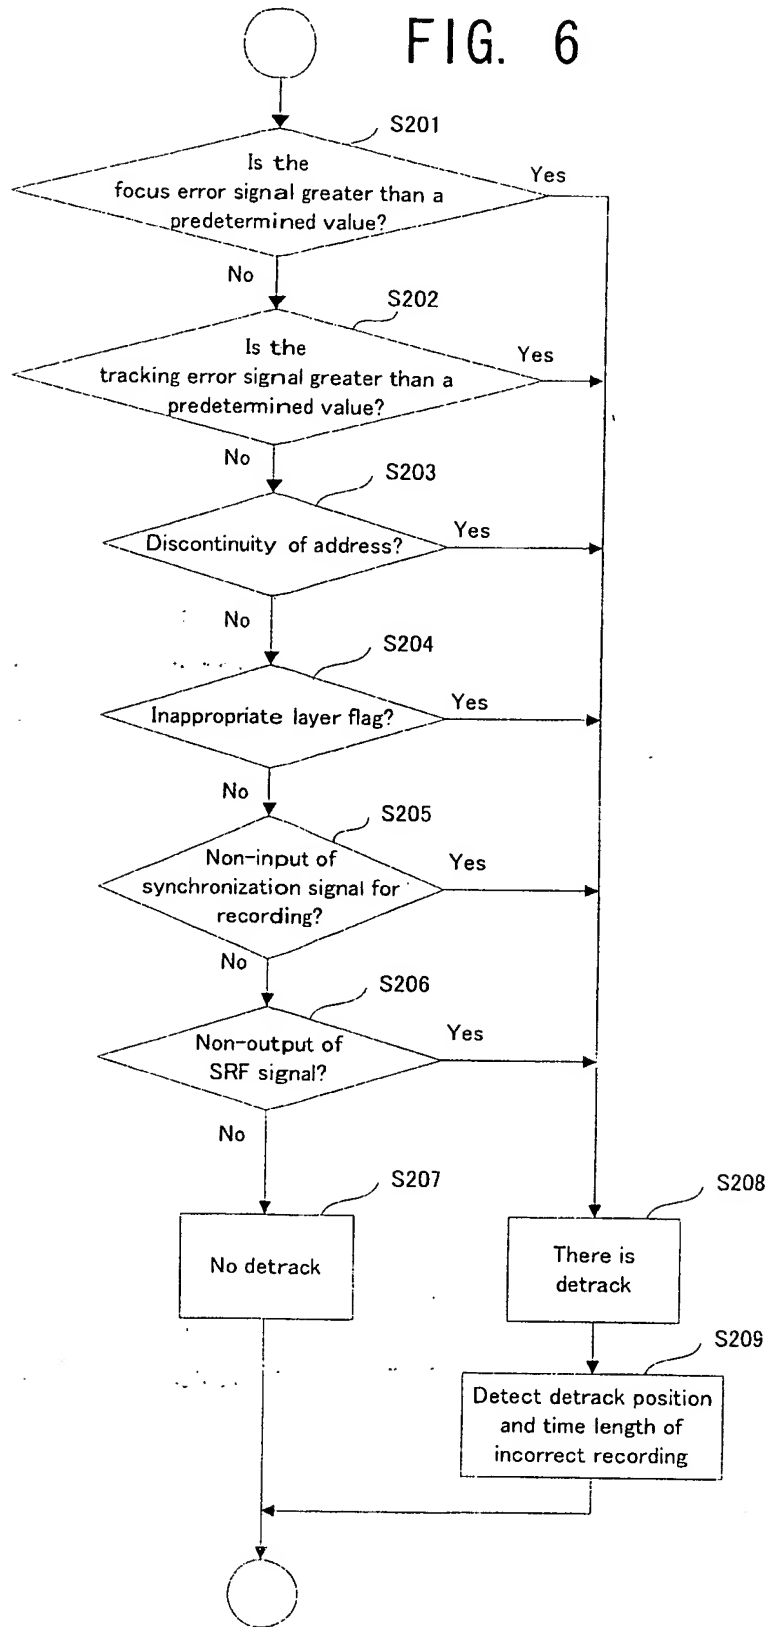 FIG. 6
S201
Is the
focus error signal greater than a
predetermined value?
Yes
No
S202
Is the
tracking error signal greater than a
predetermined value?
Yes
No
S203
Discontinuity of address?
Yes
No
S204
Inappropriate layer flag?
Yes
No
S205
Non-input of
synchronization signal for
recording?
Yes
No
S206
Non-output of
SRF signal?
Yes
No
S207
No detrack
S208
There is
detrack
S209
Detect detrack position
and time length of
incorrect recording